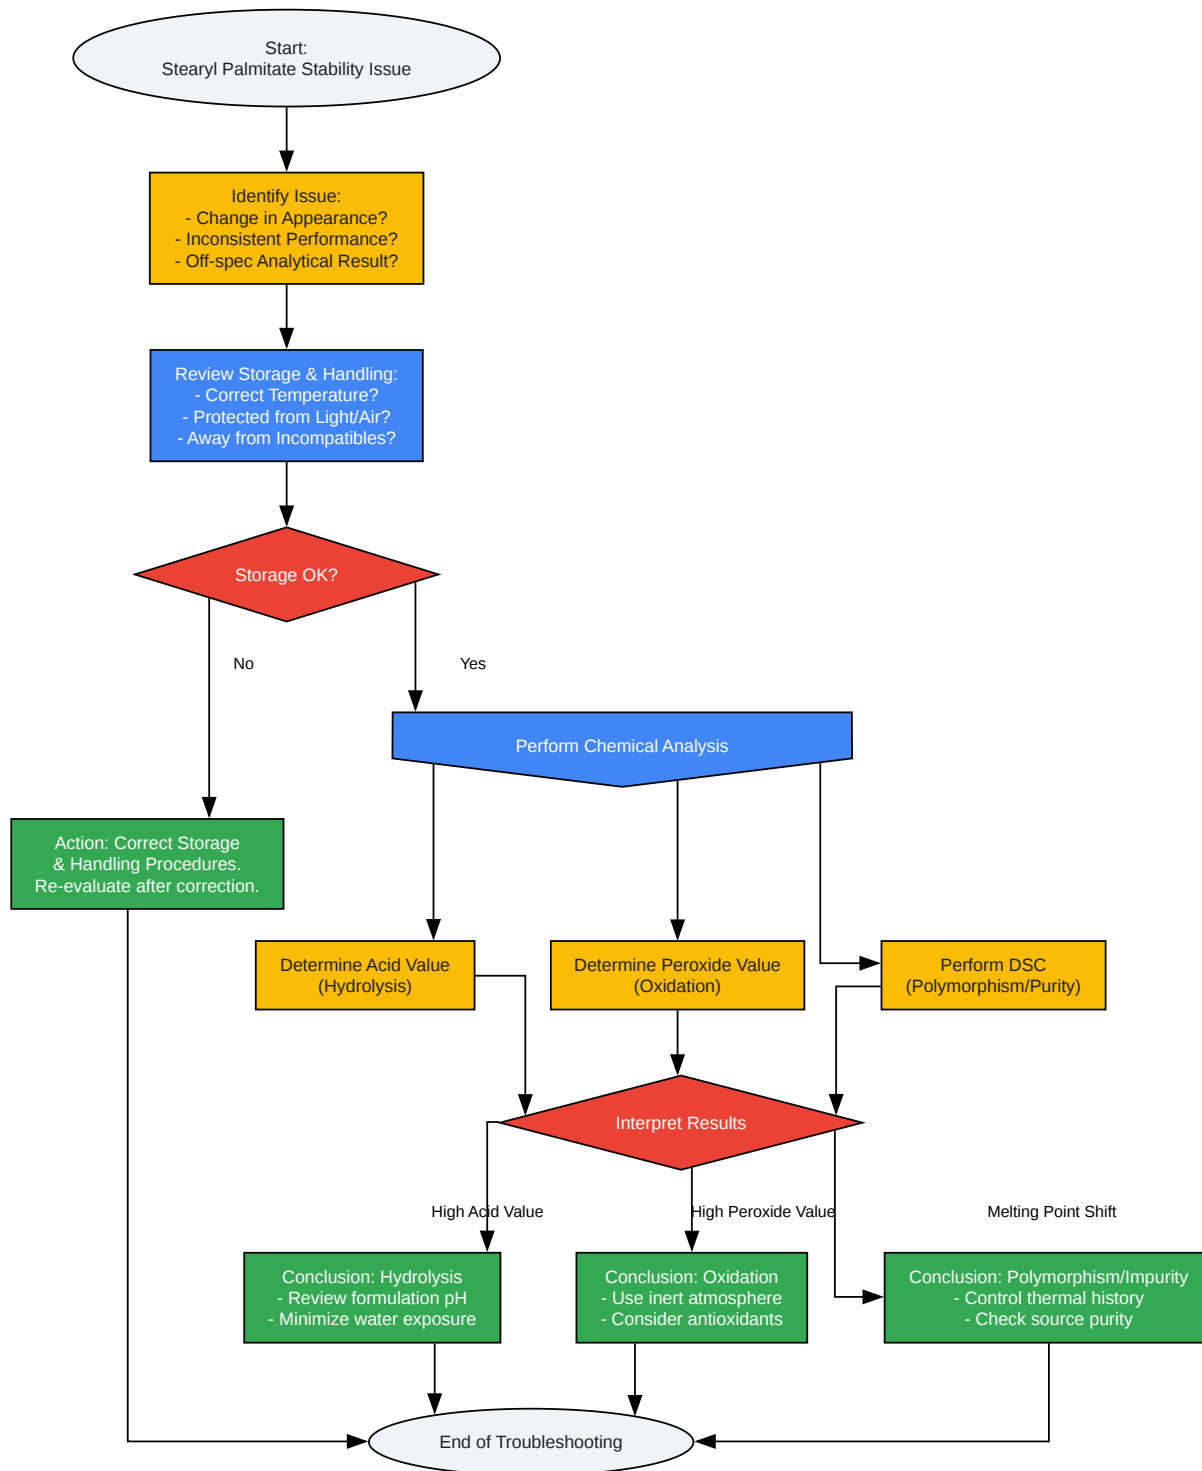 Start:
Stearyl Palmitate Stability Issue
Identify Issue:
- Change in Appearance?
- Inconsistent Performance?
- Off-spec Analytical Result?
Review Storage & Handling:
- Correct Temperature?
- Protected from Light/Air?
- Away from Incompatibles?
Storage OK?
No
Yes
Perform Chemical Analysis
Action: Correct Storage
& Handling Procedures.
Re-evaluate after correction.
Determine Acid Value
(Hydrolysis)
Determine Peroxide Value
(Oxidation)
Perform DSC
(Polymorphism/Purity)
Interpret Results
High Acid Value
High Peroxide Value
Melting Point Shift
Conclusion: Hydrolysis
- Review formulation pH
- Minimize water exposure
Conclusion: Oxidation
- Use inert atmosphere
- Consider antioxidants
Conclusion: Polymorphism/Impurity
- Control thermal history
- Check source purity
End of Troubleshooting